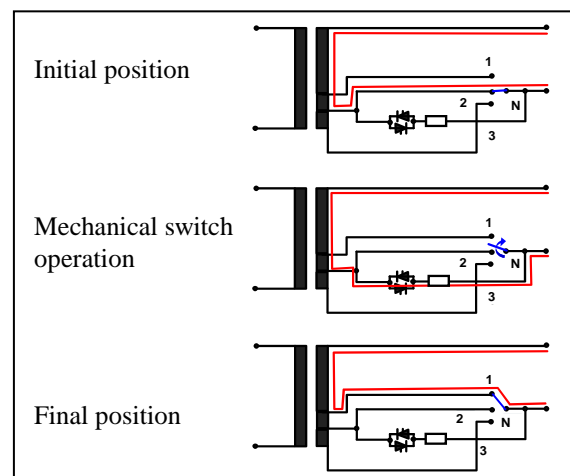 Initial position
1
2
N
3
Mechanical switch
operation
1
2
N
3
Final position
1
2
N
3